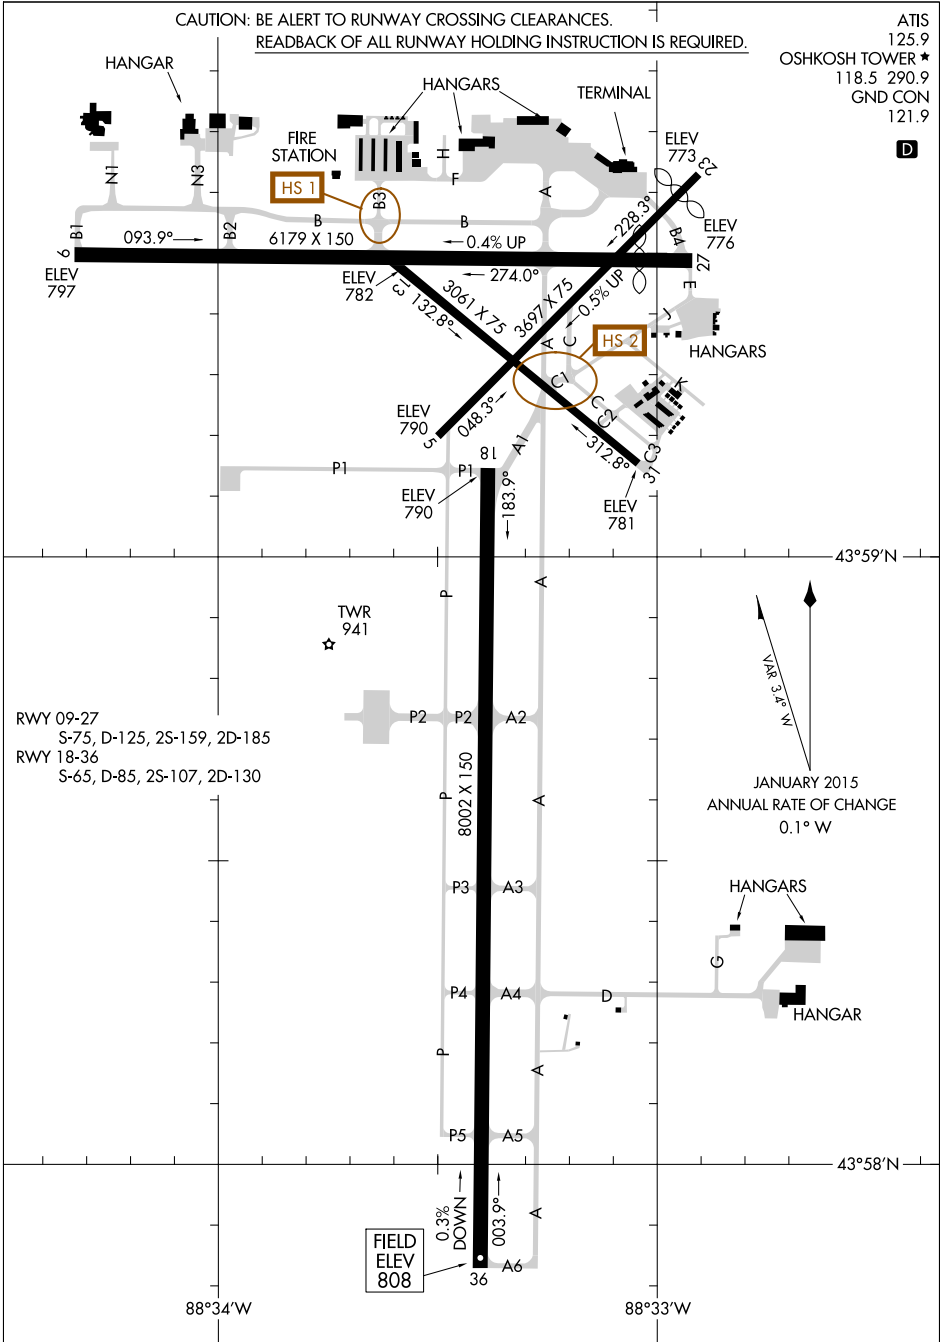 CAUTION: BE ALERT TO RUNWAY CROSSING CLEARANCES.
READBACK OF ALL RUNWAY HOLDING INSTRUCTION IS REQUIRED.
ATIS
125.9
OSHKOSH TOWER ★
118.5 290.9
GND CON
121.9
D
HANGAR
HANGARS
TERMINAL
FIRE
STATION
ELEV
773
23
HS 1
N1
N3
H
F
A
B3
B1
B2
B
B
228.3°
ELEV
776
B4
093.9°
6179 X 150
0.4% UP
9
27
ELEV
797
ELEV
782
274.0°
E
13
132.8°
3061 X 75
3697 X 75
0.5% UP
A
C
J
HS 2
HANGARS
C1
K
C
C2
C3
ELEV
790
5
048.3°
312.8°
31
ELEV
781
A1
18
P1
P1
ELEV
790
183.9°
43°59'N
P
A
TWR
941
VAR 3.4° W
P2
P2
A2
RWY 09-27
S-75, D-125, 2S-159, 2D-185
RWY 18-36
S-65, D-85, 2S-107, 2D-130
8002 X 150
P
A
JANUARY 2015
ANNUAL RATE OF CHANGE
0.1° W
P3
A3
HANGARS
G
P4
A4
D
HANGAR
P
A
P5
A5
43°58'N
0.3%
DOWN
003.9°
A
FIELD
ELEV
808
36
A6
88°34'W
88°33'W